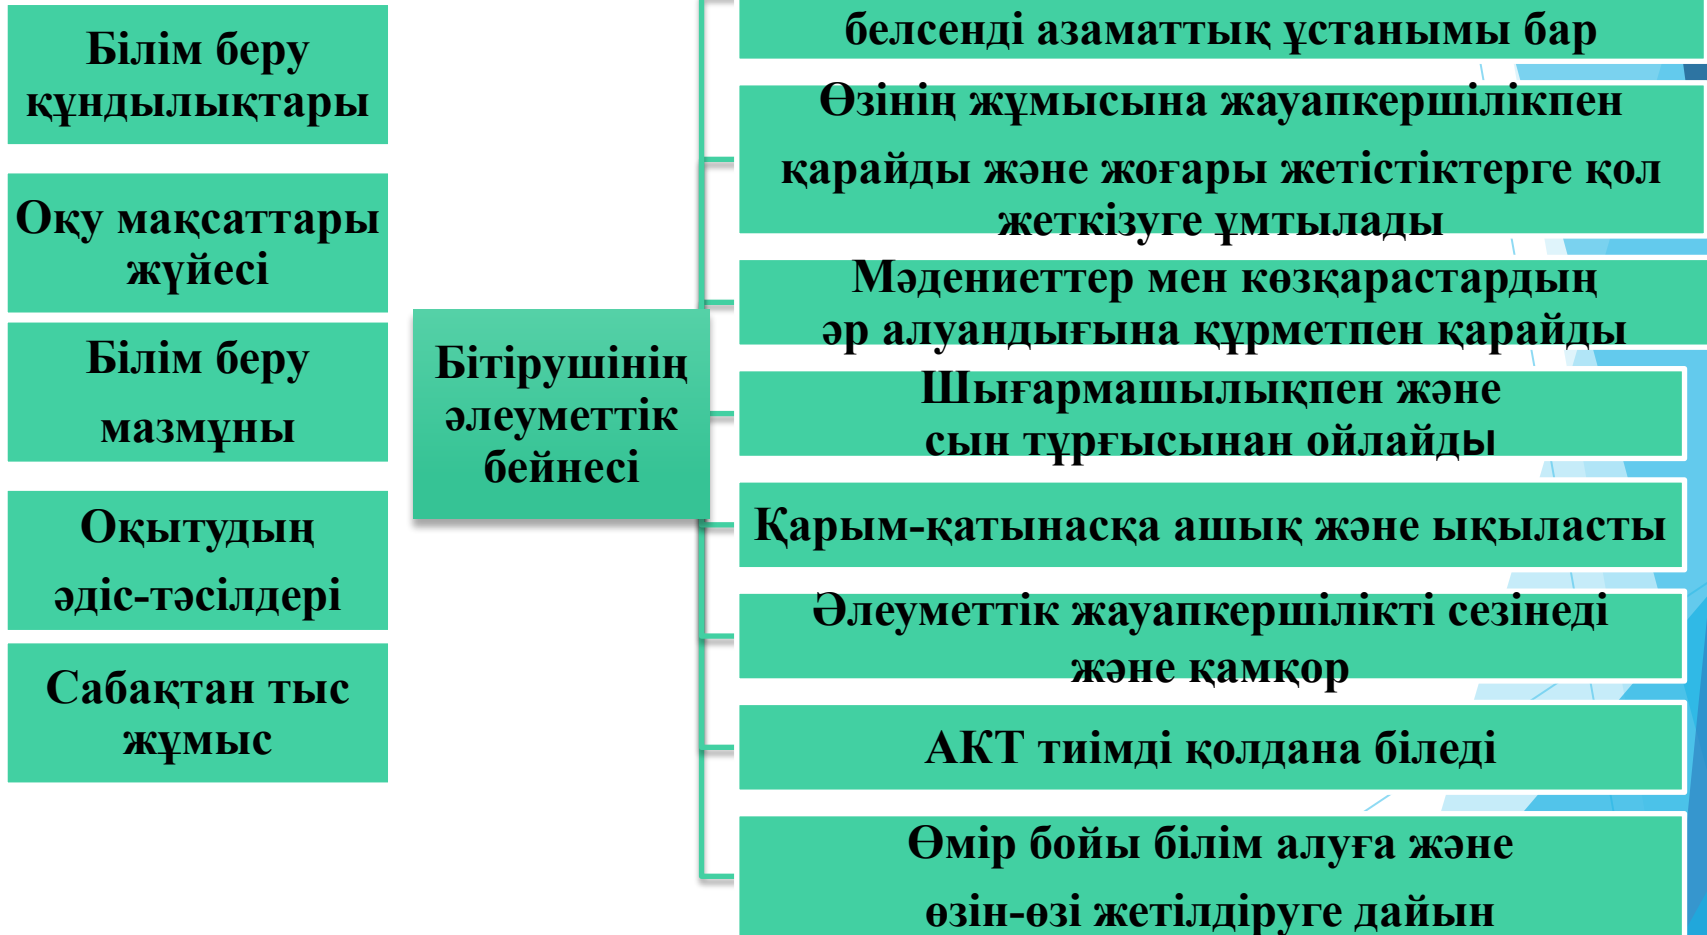 Білім беру
құндылықтары
Оқу мақсаттары
жүйесі
Білім беру
мазмұны
Оқытудың
әдіс-тәсілдері
Сабақтан тыс
жұмыс
Бітірушінің
әлеуметтік
бейнесі
белсенді азаматтық ұстанымы бар
Өзінің жұмысына жауапкершілікпен
қарайды және жоғары жетістіктерге қол
жеткізуге ұмтылады
Мәдениеттер мен көзқарастардың
әр алуандығына құрметпен қарайды
Шығармашылықпен және
сын тұрғысынан ойлайды
Қарым-қатынасқа ашық және ықыласты
Әлеуметтік жауапкершілікті сезінеді
және қамқор
АКТ тиімді қолдана біледі
Өмір бойы білім алуға және
өзін-өзі жетілдіруге дайын